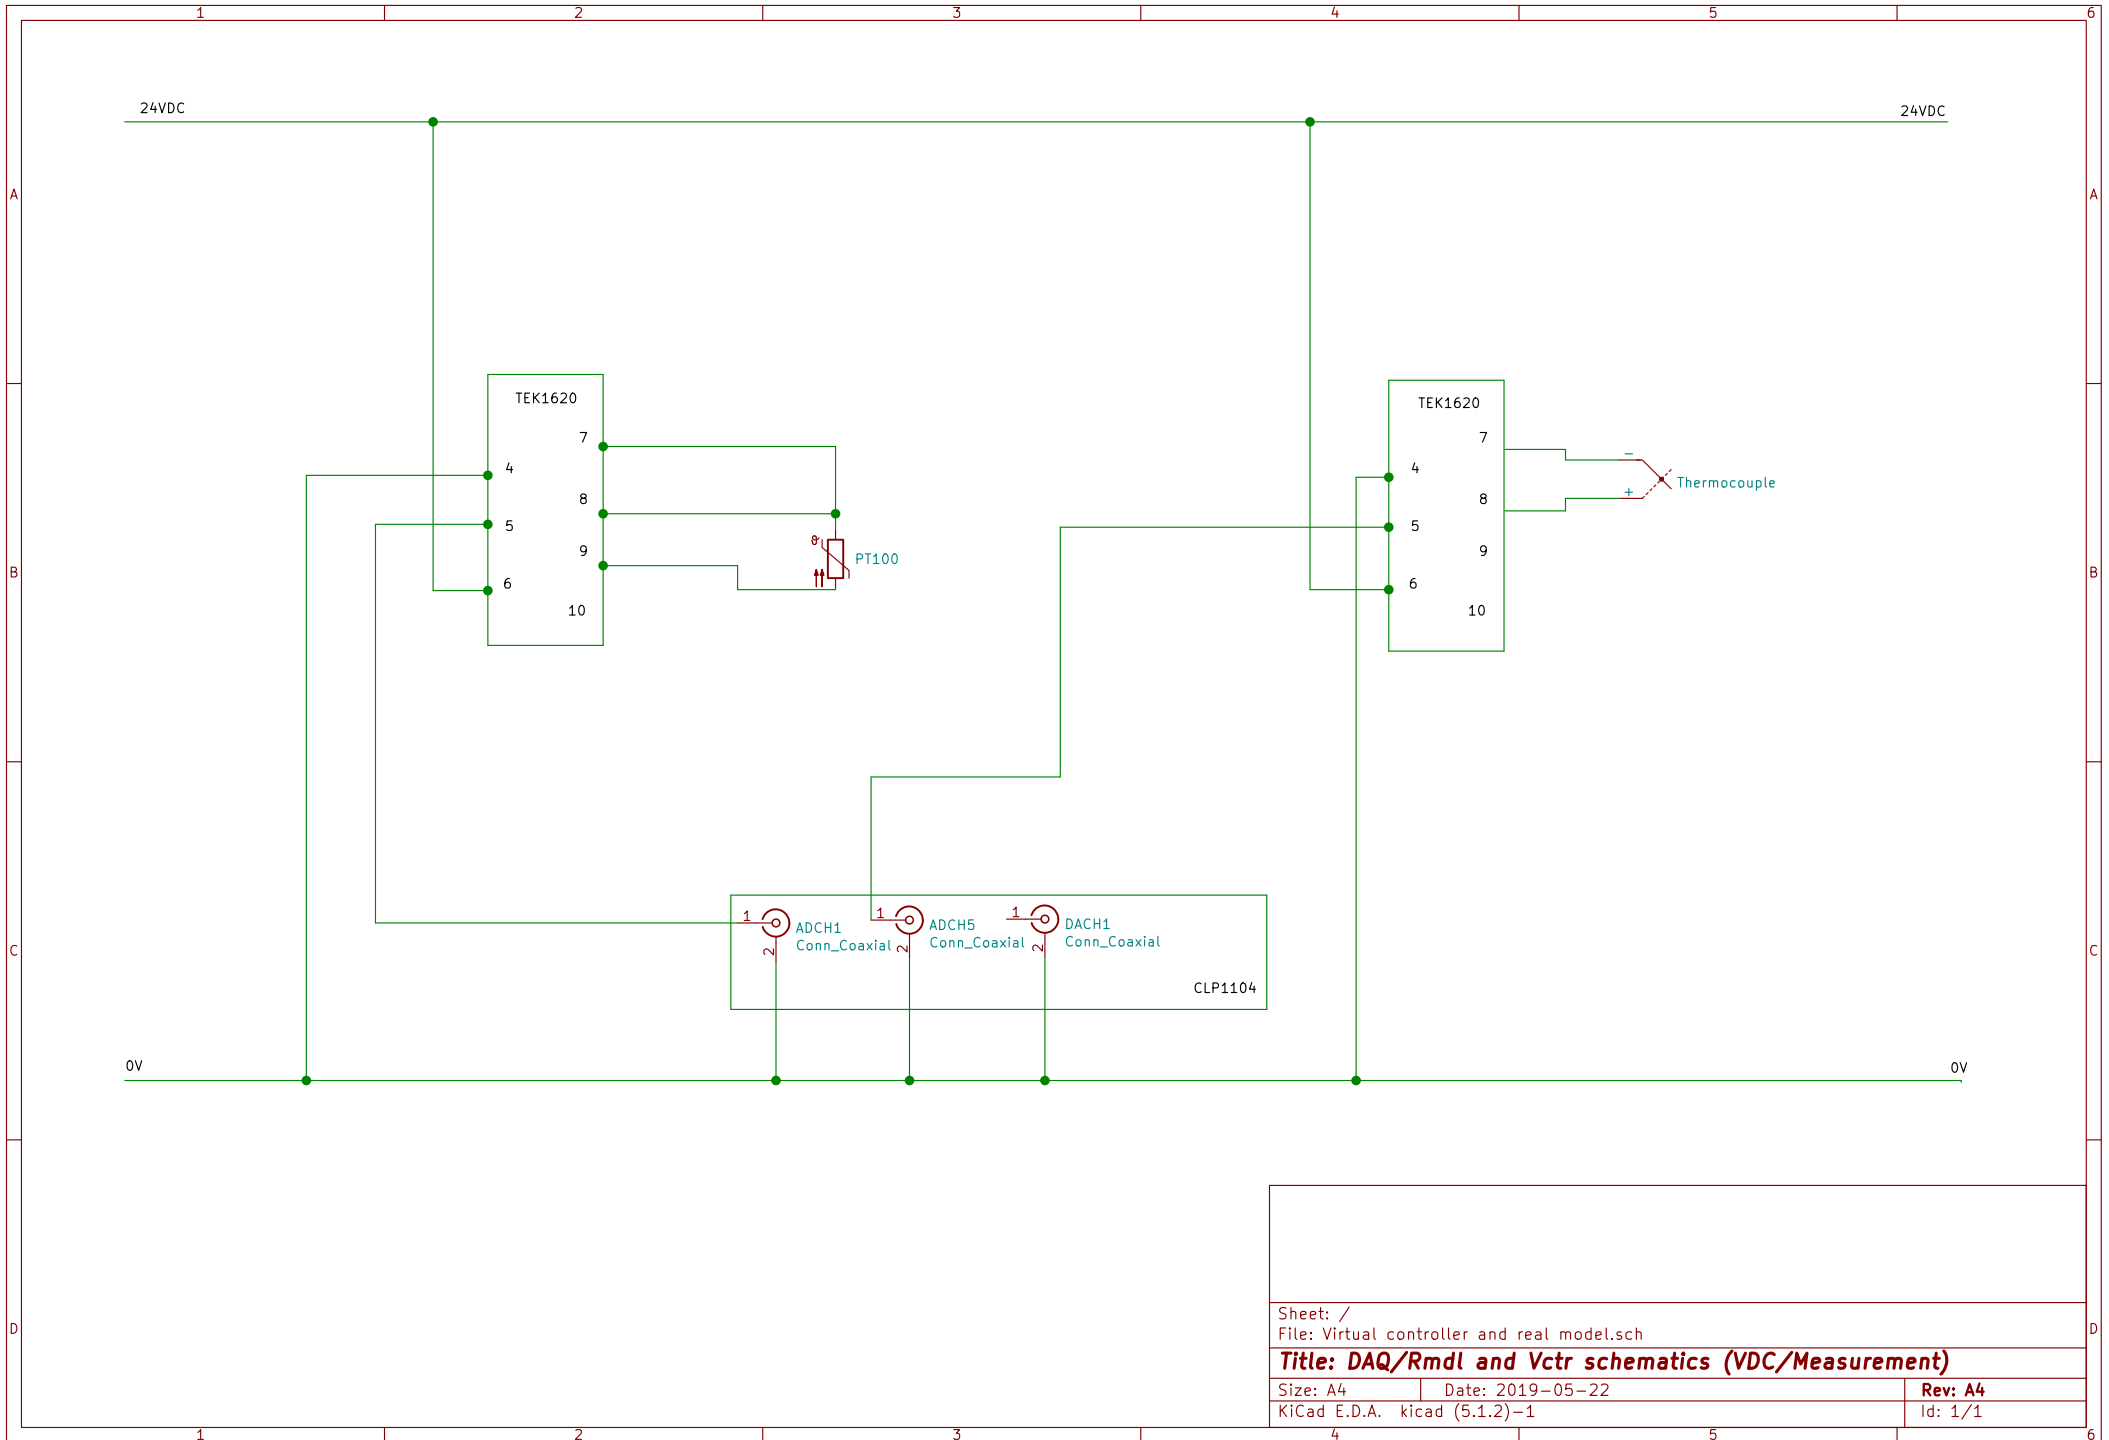 1 2 3 4 5 6
24VDC
24VDC
A
A
TEK1620
7
4
8
5
9
6
10
ϑ
PT100
TEK1620
7
4
8
5
9
6
10
−
+
Thermocouple
B
B
1
2
ADCH1
Conn_Coaxial
1
2
ADCH5
Conn_Coaxial
1
2
DACH1
Conn_Coaxial
CLP1104
C
C
0V
0V
D
D
Sheet: /
File: Virtual controller and real model.sch
Title: DAQ/Rmdl and Vctr schematics (VDC/Measurement)
Size: A4 Date: 2019-05-22 Rev: A4
KiCad E.D.A. kicad (5.1.2)-1 Id: 1/1
1 2 3 4 5 6